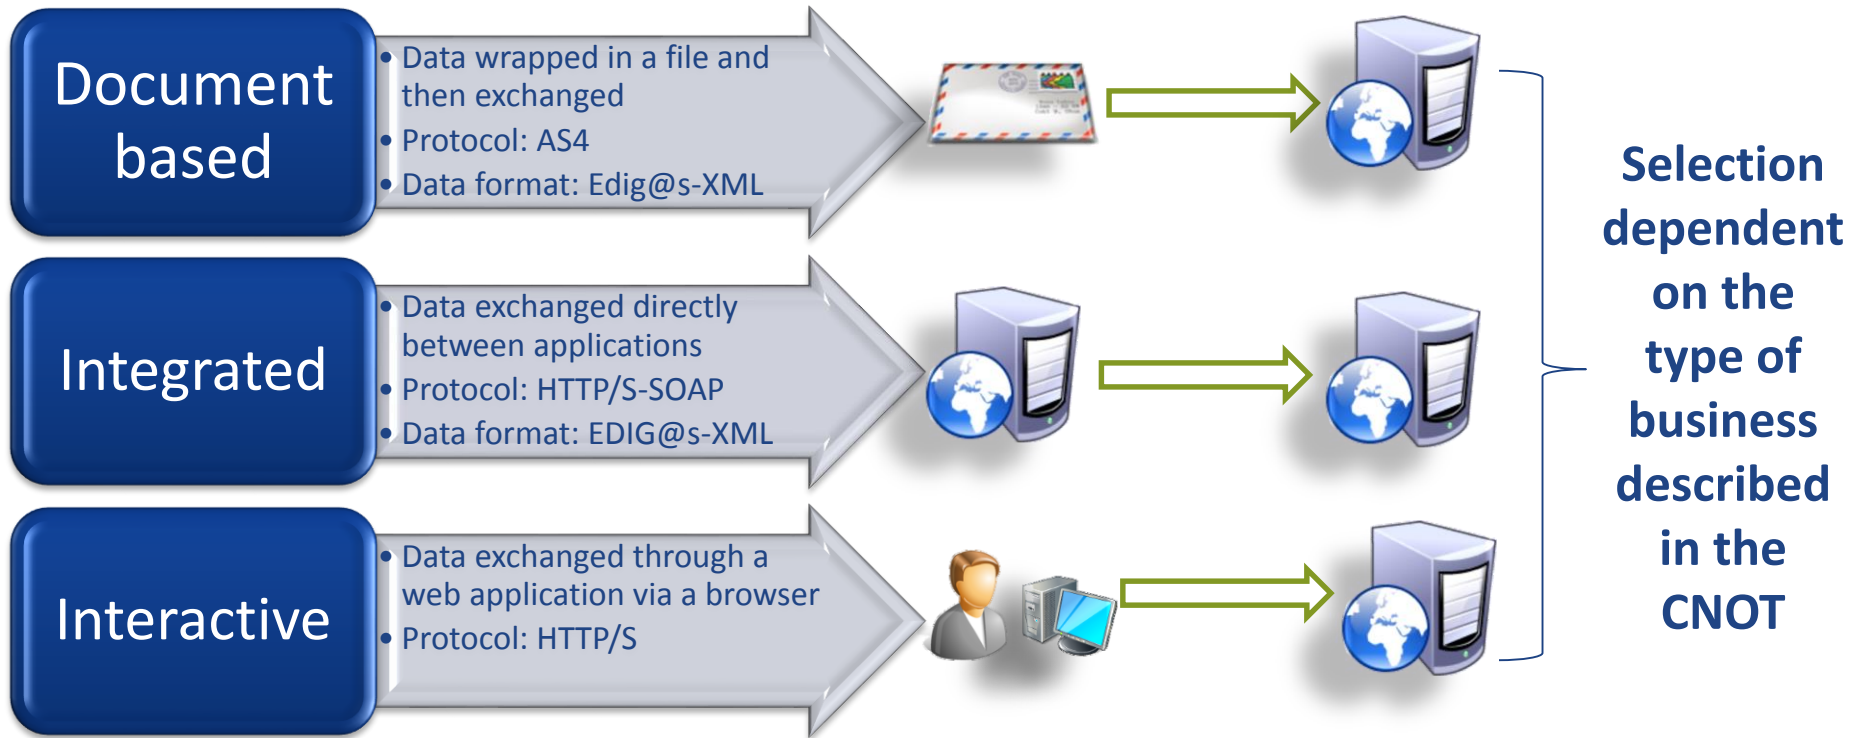 Document
based
• Data wrapped in a file and
then exchanged
• Protocol: AS4
• Data format: Edig@s-XML
Integrated
• Data exchanged directly
between applications
• Protocol: HTTP/S-SOAP
• Data format: EDIG@s-XML
Interactive
• Data exchanged through a
web application via a browser
• Protocol: HTTP/S
Selection
dependent
on the
type of
business
described
in the
CNOT